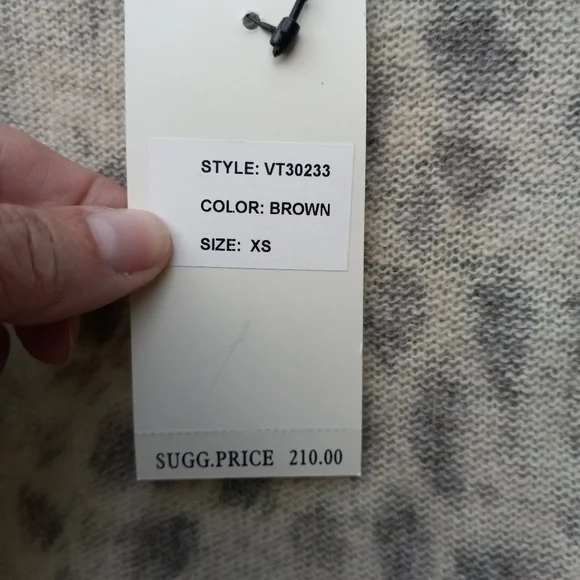 STYLE: VT30233
COLOR: BROWN
SIZE: XS
SUGG.PRICE 210.00